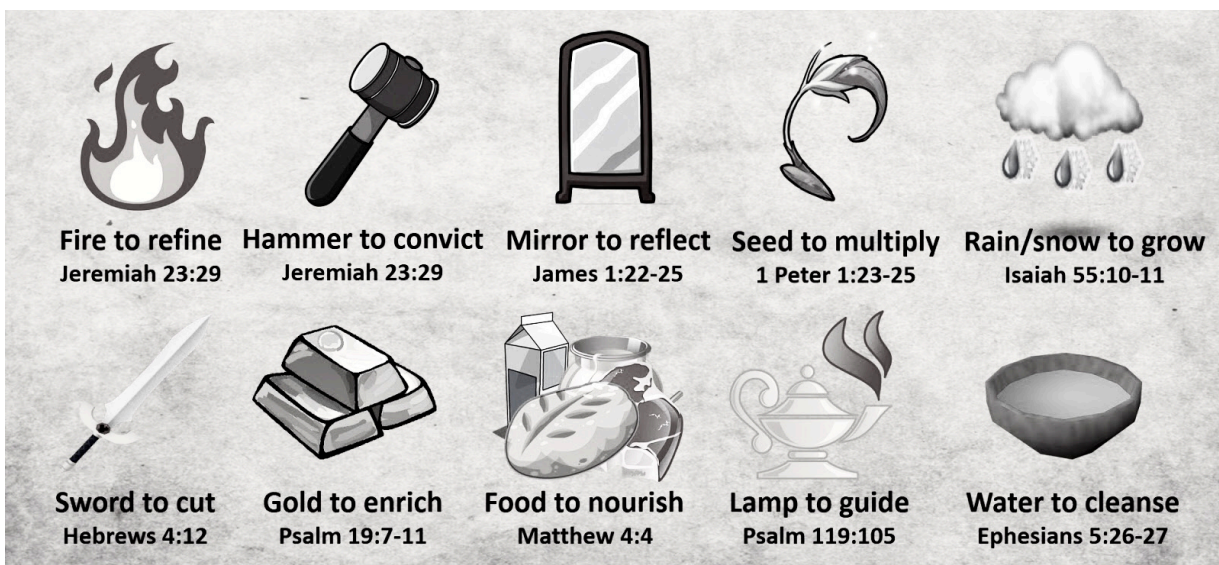 Fire to refine
Jeremiah 23:29
Hammer to convict
Jeremiah 23:29
Mirror to reflect
James 1:22-25
Seed to multiply
1 Peter 1:23-25
Rain/snow to grow
Isaiah 55:10-11
Sword to cut
Hebrews 4:12
Gold to enrich
Psalm 19:7-11
Food to nourish
Matthew 4:4
Lamp to guide
Psalm 119:105
Water to cleanse
Ephesians 5:26-27